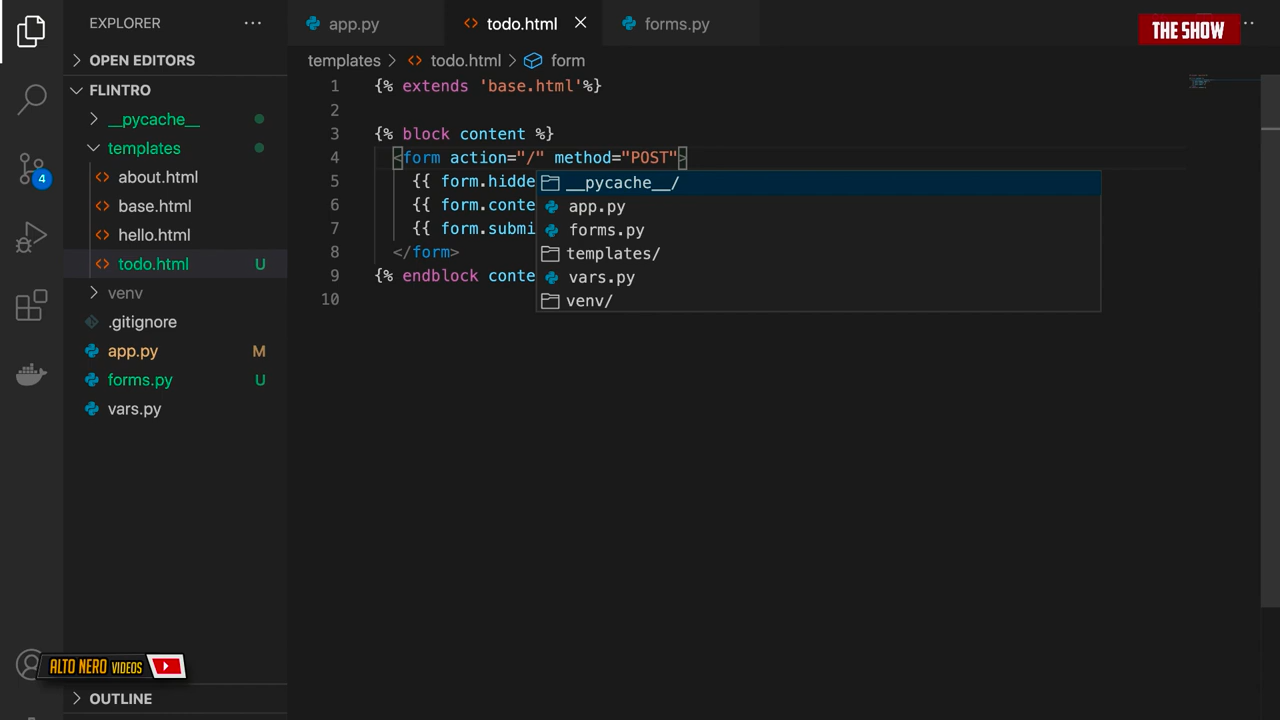 EXPLORER
OPEN EDITORS
FLINTRO
__pycache__
templates
about.html
base.html
hello.html
todo.html U
venv
.gitignore
app.py M
forms.py U
vars.py
OUTLINE
4
app.py
todo.html
forms.py
THE SHOW
templates > todo.html > form
1 {% extends 'base.html'%}
2
3 {% block content %}
4 <form action="/" method="POST">
5 {{ form.hidde
6 {{ form.conte
7 {{ form.submi
8 </form>
9 {% endblock conte
10
__pycache__/
app.py
forms.py
templates/
vars.py
venv/
ALTO NERO VIDEOS